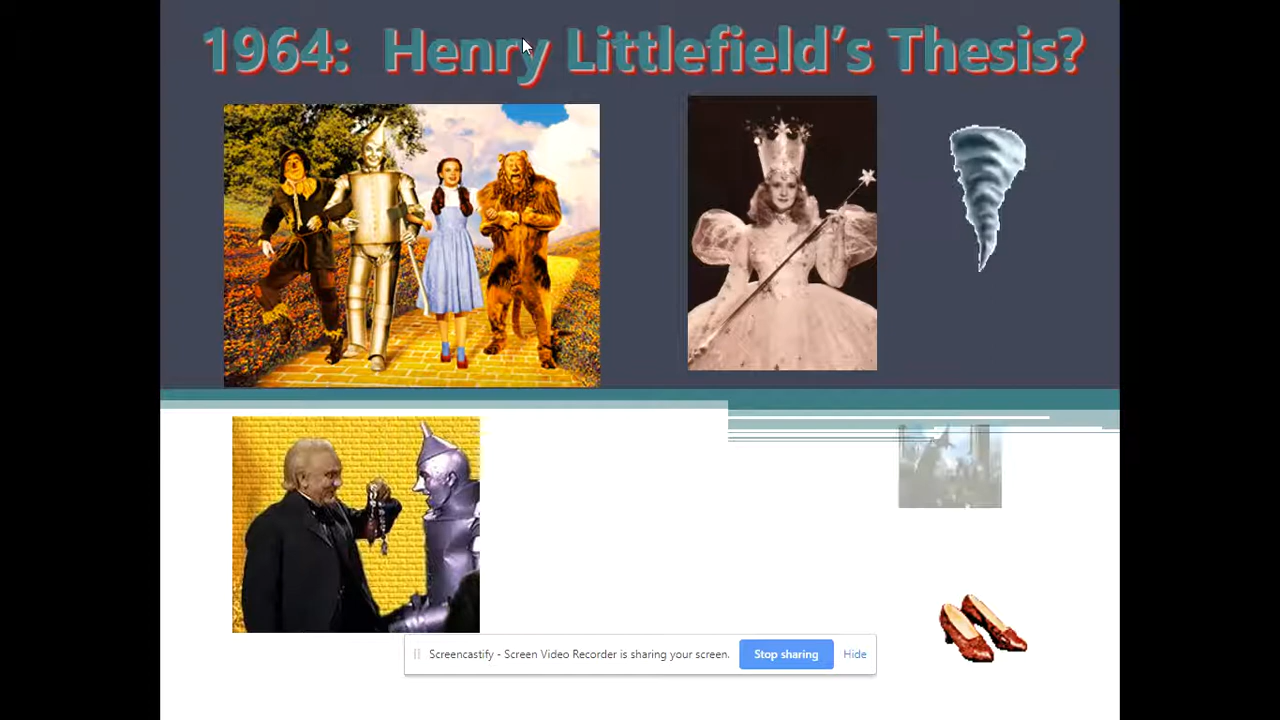 1964:  Henry Littlefield’s Thesis?
Screencastify - Screen Video Recorder is sharing your screen. Stop sharing Hide